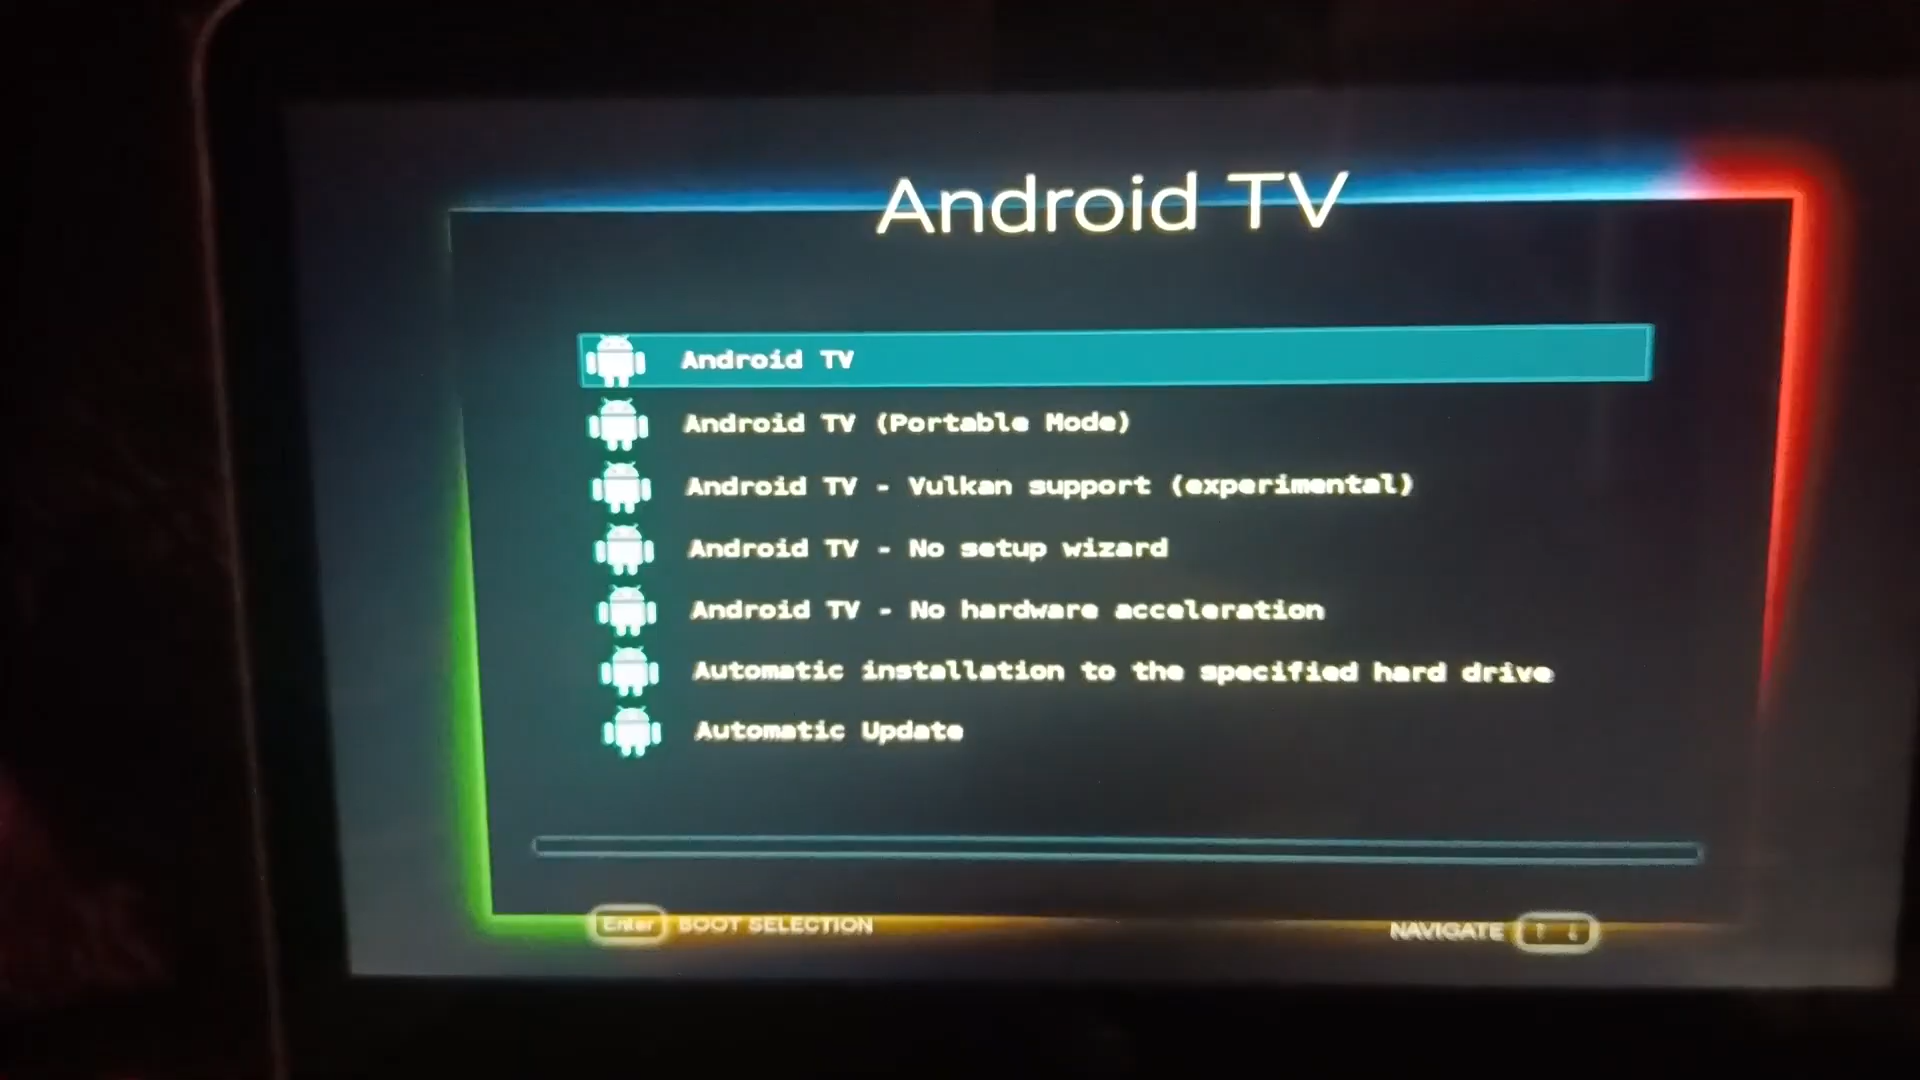 Android TV
Android TV
Android TV (Portable Mode)
Android TV - Vulkan support (experimental)
Android TV - No setup wizard
Android TV - No hardware acceleration
Automatic installation to the specified hard drive
Automatic Update
Enter BOOT SELECTION
NAVIGATE ↑ ↓